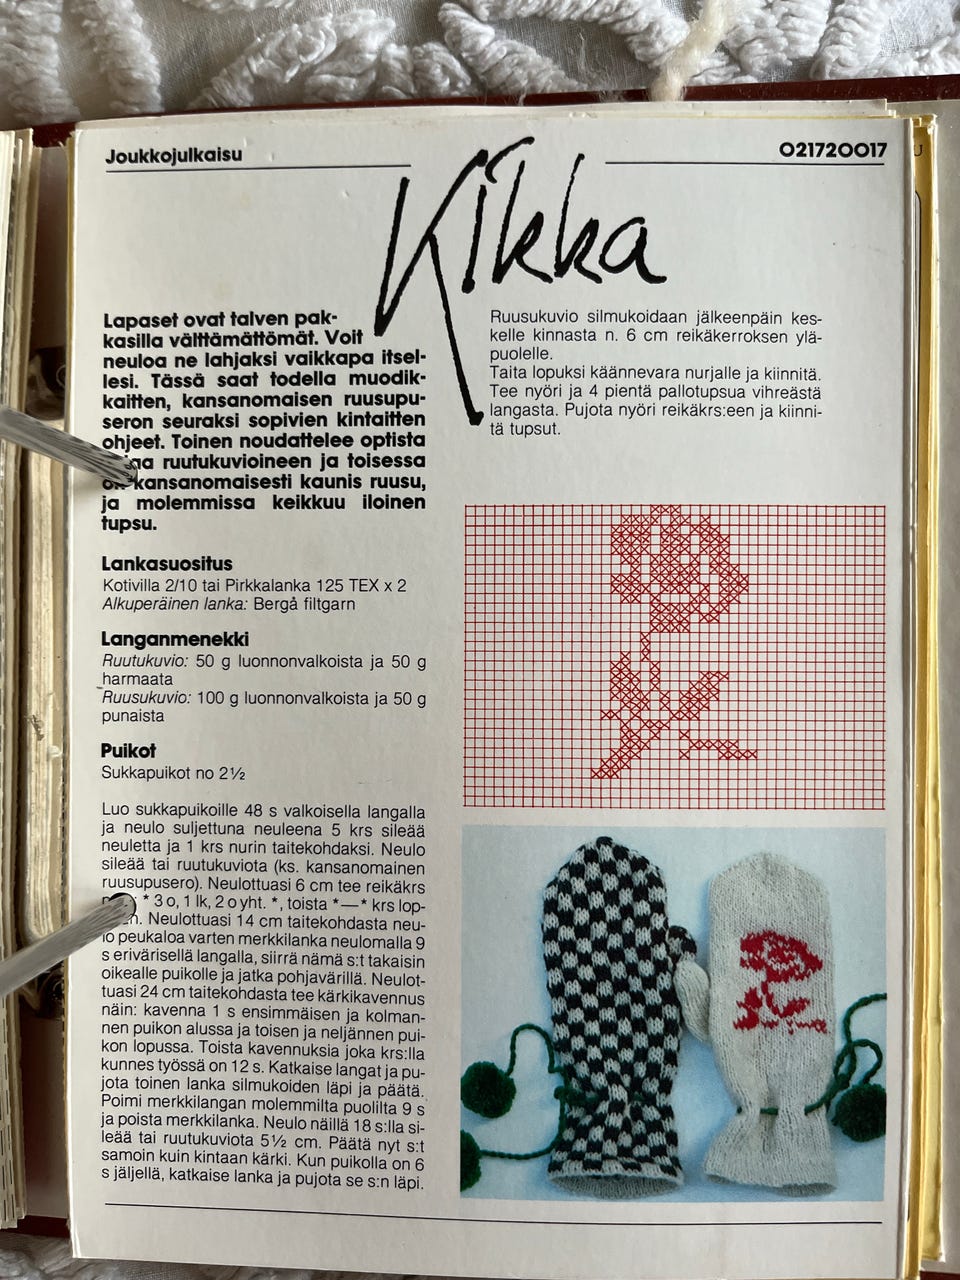 Joukkojulkaisu
021720017
Kikka
Lapaset ovat talven pak-
kasilla välttämättömät. Voit
neuloa ne lahjaksi vaikkapa itsel-
lesi. Tässä saat todella muodik-
kaitten, kansanomaisen ruusupu-
seron seuraksi sopivien kintaitten
ohjeet. Toinen noudattelee optista
ruutukuvioineen ja toisessa
on kansanomaisesti kaunis ruusu,
ja molemmissa keikkuu iloinen
tupsu.
Lankasuositus
Kotivilla 2/10 tai Pirkkalanka 125 TEX x 2
Alkuperäinen lanka: Bergå filtgarn
Langanmenekki
Ruutukuvio: 50 g luonnonvalkoista ja 50 g
harmaata
Ruusukuvio: 100 g luonnonvalkoista ja 50 g
punaista
Puikot
Sukkapuikot no 2½
Luo sukkapuikoille 48 s valkoisella langalla
ja neulo suljettuna neuleena 5 krs sileää
neuletta ja 1 krs nurin taitekohdaksi. Neulo
sileää tai ruutukuviota (ks. kansanomainen
ruusupusero). Neulottuasi 6 cm tee reikäkrs
* 3 o, 1 lk, 2 o yht. *, toista *—* krs lop-
Neulottuasi 14 cm taitekohdasta neu-
lo peukaloa varten merkkilanka neulomalla 9
s erivärisellä langalla, siirrä nämä s:t takaisin
oikealle puikolle ja jatka pohjavärillä. Neulot-
tuasi 24 cm taitekohdasta tee kärkikavennus
näin: kavenna 1 s ensimmäisen ja kolman-
nen puikon alussa ja toisen ja neljännen pui-
kon lopussa. Toista kavennuksia joka krs:lla
kunnes työssä on 12 s. Katkaise langat ja pu-
jota toinen lanka silmukoiden läpi ja päätä.
Poimi merkkilangan molemmilta puolilta 9 s
ja poista merkkilanka. Neulo näillä 18 s:lla si-
leää tai ruutukuviota 5½ cm. Päätä nyt s:t
samoin kuin kintaan kärki. Kun puikolla on 6
s jäljellä, katkaise lanka ja pujota se s:n läpi.
Ruusukuvio silmukoidaan jälkeenpäin kes-
kelle kinnasta n. 6 cm reikäkerroksen ylä-
puolelle.
Taita lopuksi käännevara nurjalle ja kiinnitä.
Tee nyöri ja 4 pientä pallotupsua vihreästä
langasta. Pujota nyöri reikäkrs:een ja kiinni-
tä tupsut.